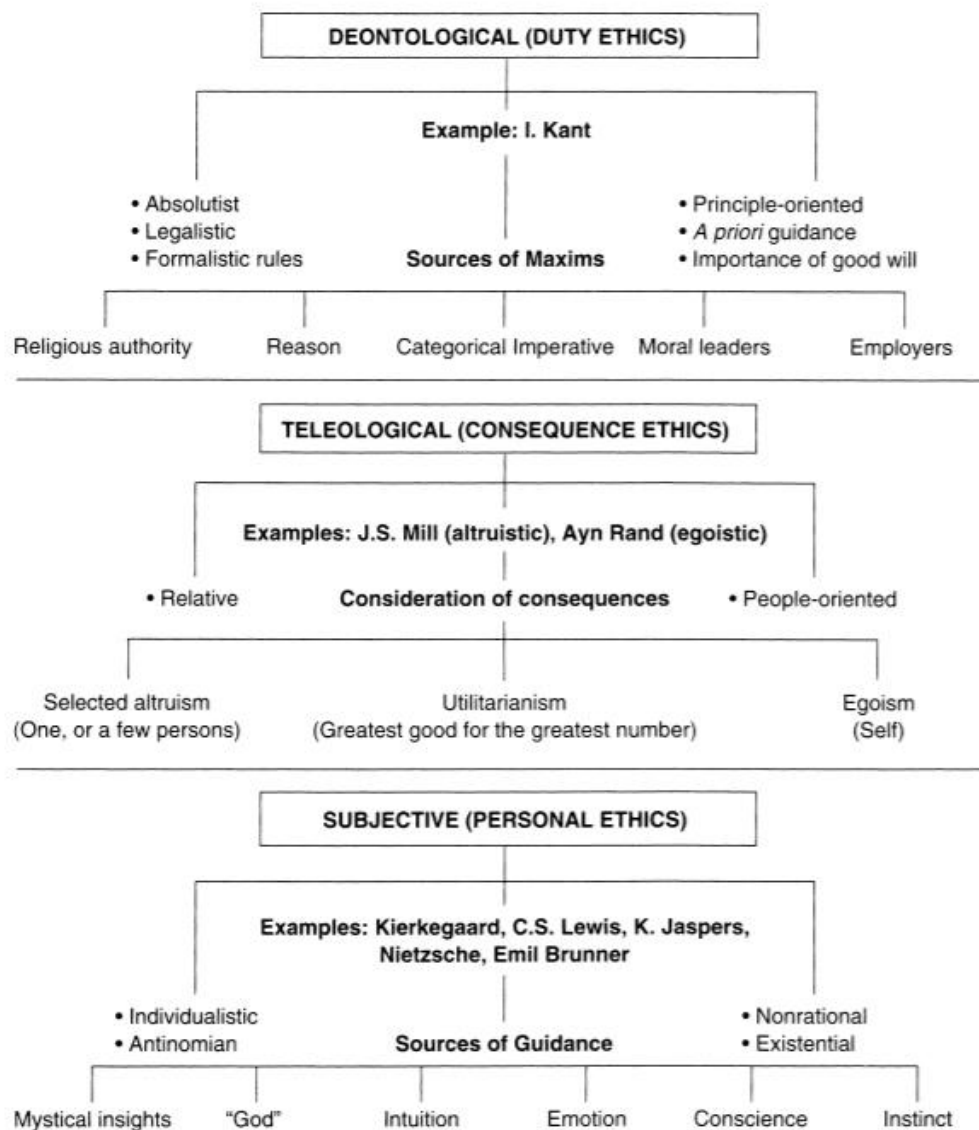 DEONTOLOGICAL (DUTY ETHICS)
Example: I. Kant
• Absolutist
• Legalistic
• Formalistic rules
• Principle-oriented
• A priori guidance
• Importance of good will
Sources of Maxims
Religious authority
Reason
Categorical Imperative
Moral leaders
Employers
TELEOLOGICAL (CONSEQUENCE ETHICS)
Examples: J.S. Mill (altruistic), Ayn Rand (egoistic)
• Relative
Consideration of consequences
• People-oriented
Selected altruism
(One, or a few persons)
Utilitarianism
(Greatest good for the greatest number)
Egoism
(Self)
SUBJECTIVE (PERSONAL ETHICS)
Examples: Kierkegaard, C.S. Lewis, K. Jaspers,
Nietzsche, Emil Brunner
• Individualistic
• Antinomian
• Nonrational
• Existential
Sources of Guidance
Mystical insights
"God"
Intuition
Emotion
Conscience
Instinct